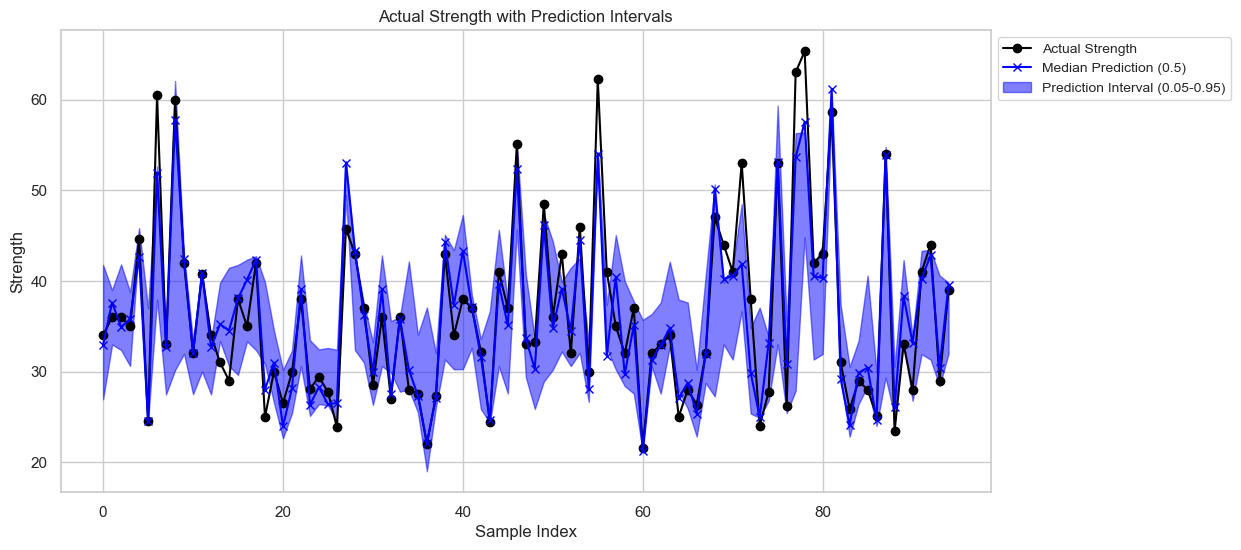 Actual Strength with Prediction Intervals
Actual Strength
Median Prediction (0.5)
Prediction Interval (0.05-0.95)
Strength
60
50
40
30
20
0 20 40 60 80
Sample Index